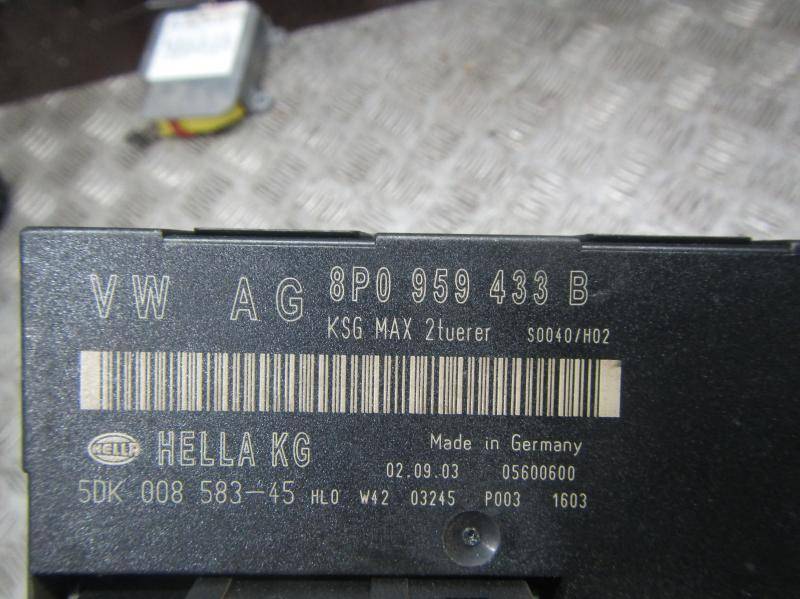 VW AG 8P0 959 433 B
KSG MAX 2tuerer S0040/H02
HELLA HELLA KG Made in Germany
02.09.03 05600600
5DK 008 583-45 HL0 W42 03245 P003 1603